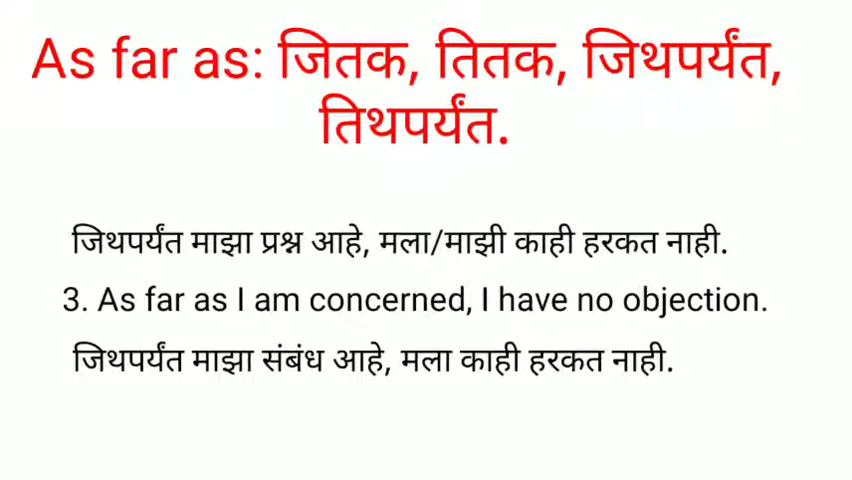 As far as: जितक, तितक, जिथपर्यंत,
तिथपर्यंत.
जिथपर्यंत माझा प्रश्न आहे, मला/माझी काही हरकत नाही.
3. As far as I am concerned, I have no objection.
जिथपर्यंत माझा संबंध आहे, मला काही हरकत नाही.